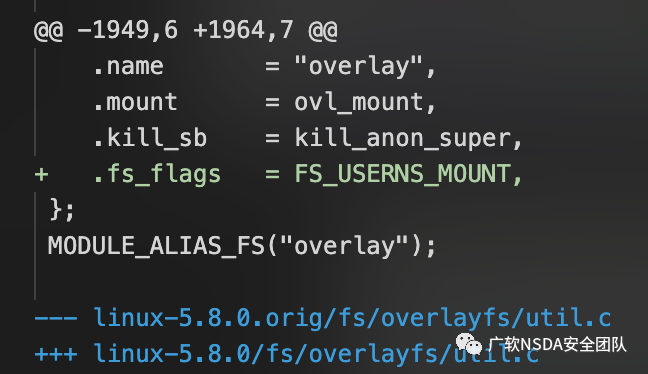 @@ -1949,6 +1964,7 @@
.name = "overlay",
.mount = ovl_mount,
.kill_sb = kill_anon_super,
+ .fs_flags = FS_USERNS_MOUNT,
};
MODULE_ALIAS_FS("overlay");
--- linux-5.8.0.orig/fs/overlayfs/util.c
+++ linux-5.8.0/fs/overlayfs/util.c
广软NSDA安全团队